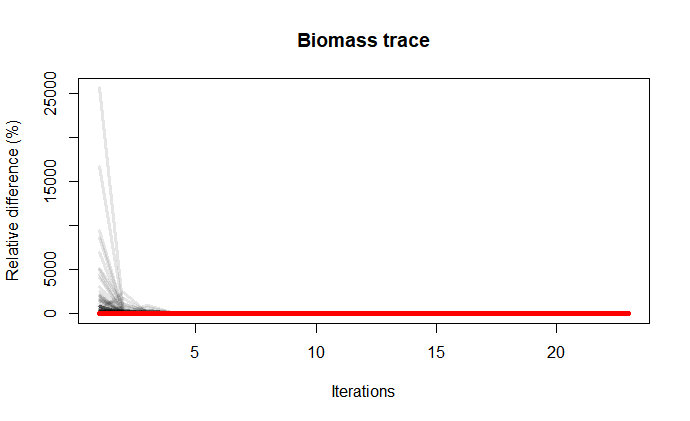 Biomass trace
Relative difference (%)
25000
15000
5000
0
5 10 15 20
Iterations